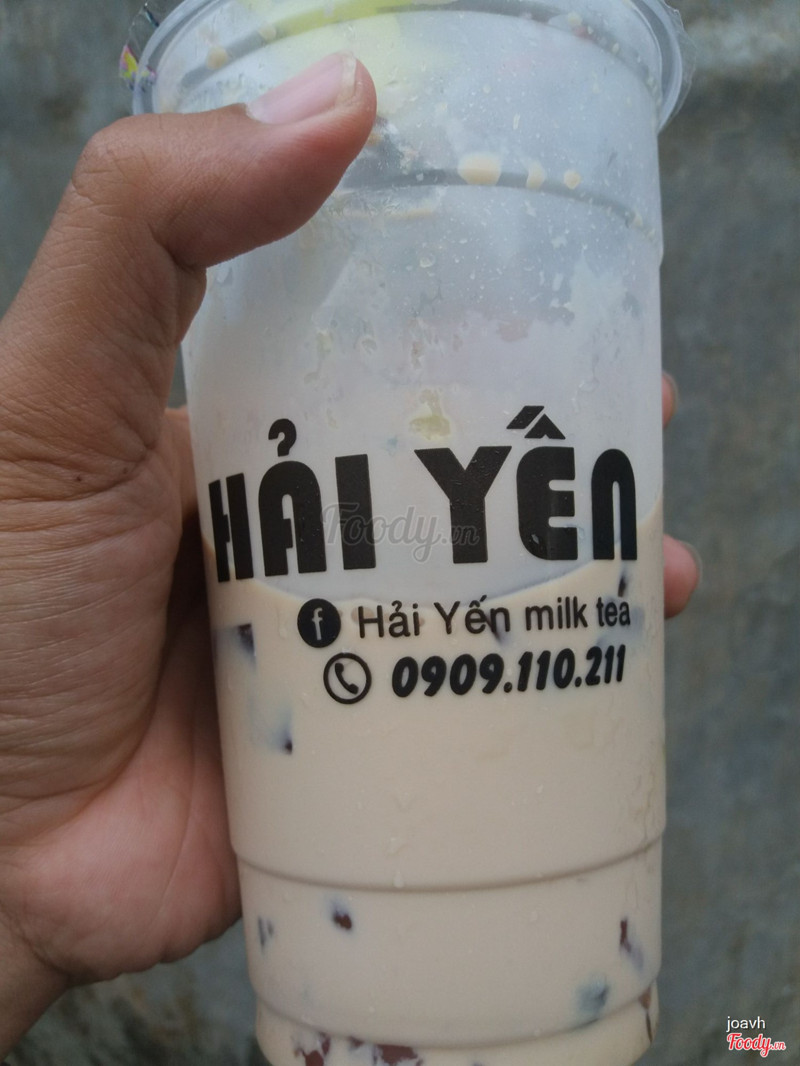 HẢI YẾN
Foody.vn
f Hải Yến milk tea
0909.110.211
joavh
Foody.vn